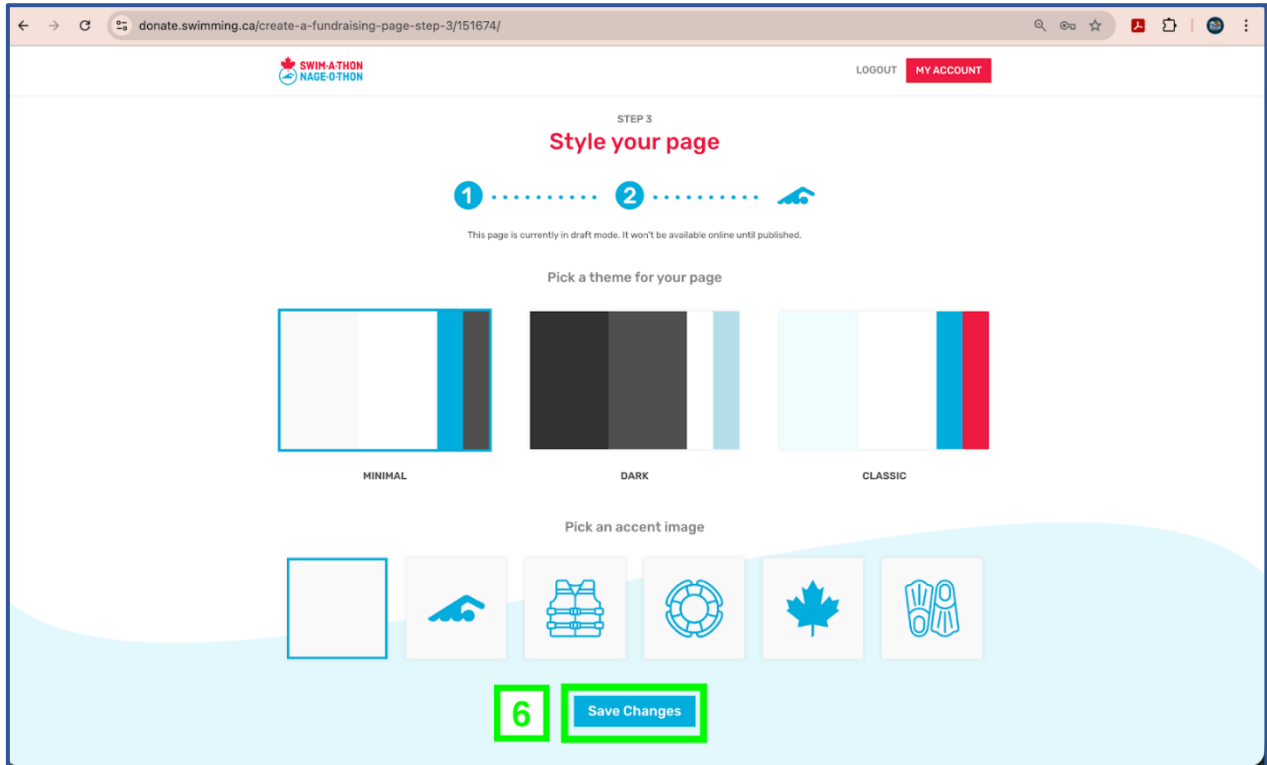 donate.swimming.ca/create-a-fundraising-page-step-3/151674/
SWIM-A-THON
NAGE-O-THON
LOGOUT MY ACCOUNT
STEP 3
Style your page
1 2
This page is currently in draft mode. It won't be available online until published.
Pick a theme for your page
MINIMAL DARK CLASSIC
Pick an accent image
6 Save Changes